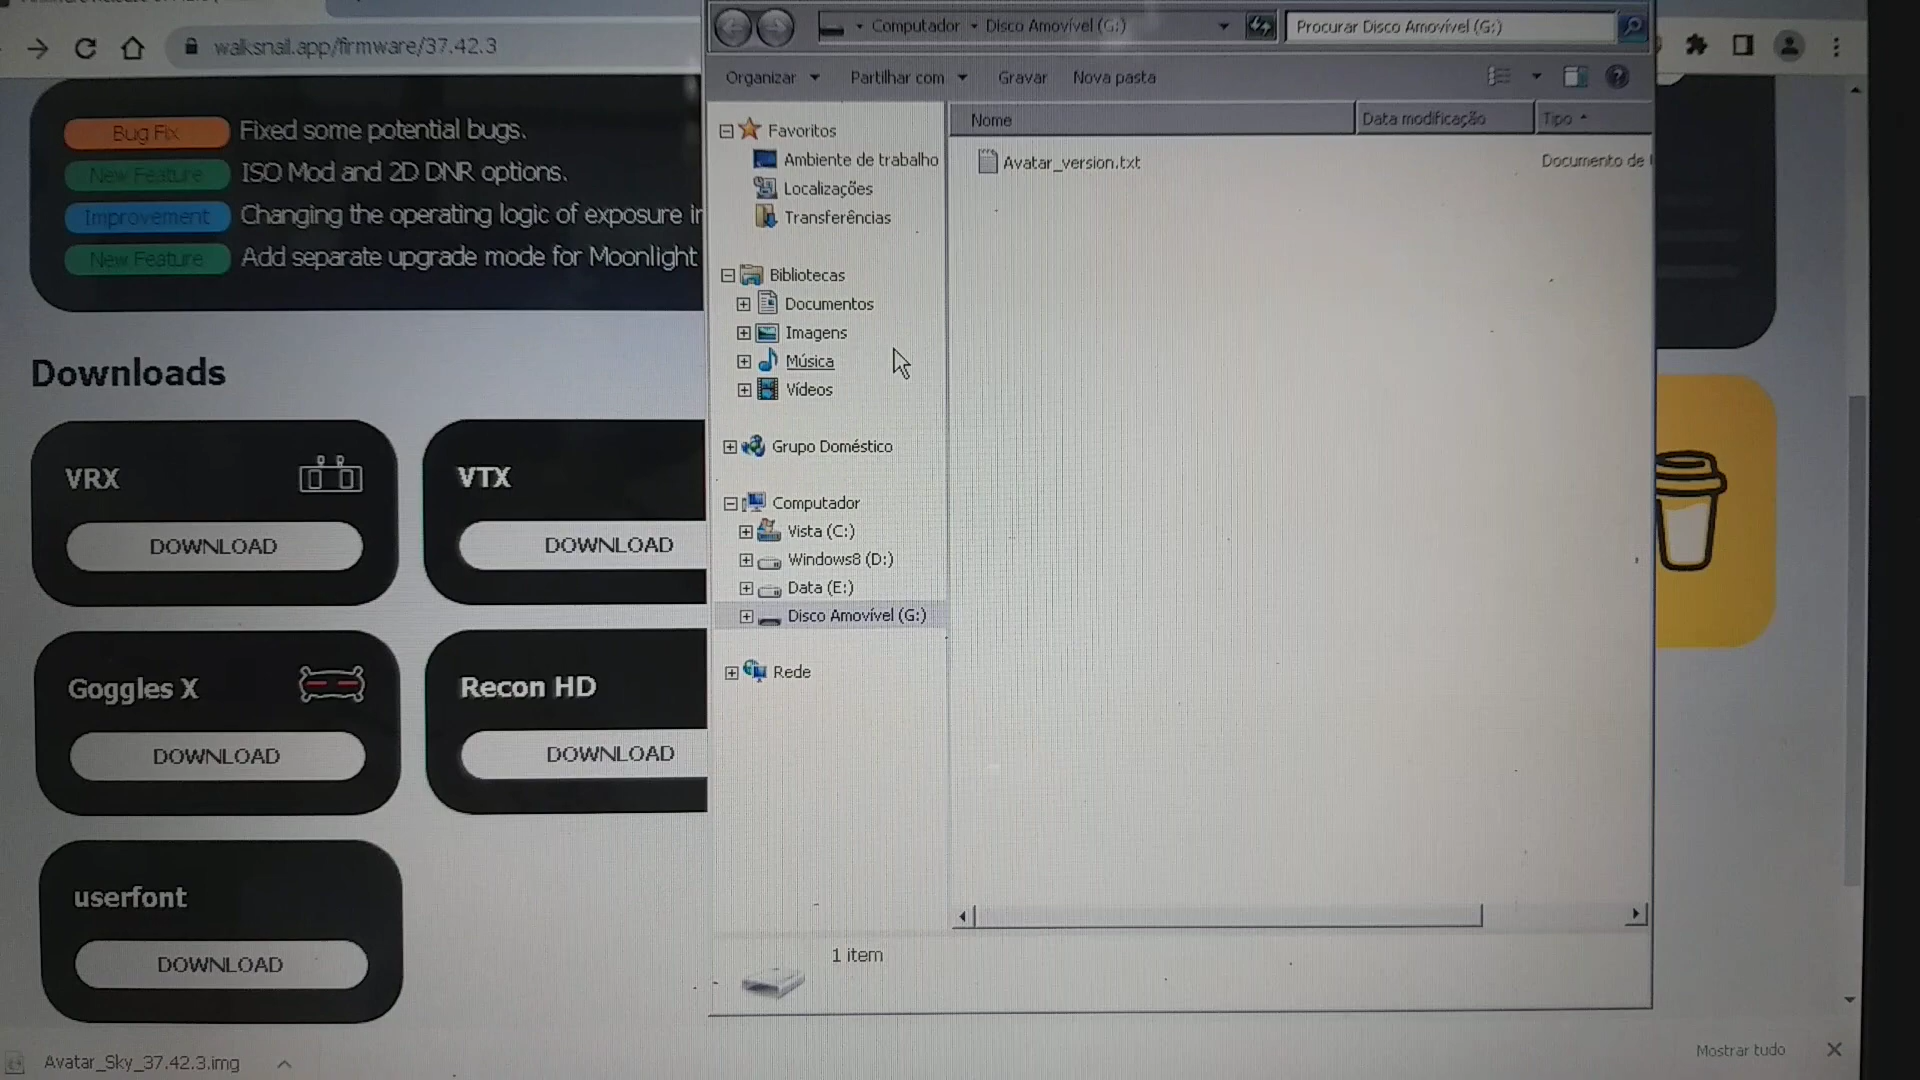 walksnail.app/firmware/37.42.3
Bug Fix Fixed some potential bugs.
New Feature ISO Mod and 2D DNR options.
Improvement Changing the operating logic of exposure
New Feature Add separate upgrade mode for Moonlight
Downloads
VRX
DOWNLOAD
VTX
DOWNLOAD
Goggles X
DOWNLOAD
Recon HD
DOWNLOAD
userfont
DOWNLOAD
Avatar_Sky_37.42.3.img
Mostrar tudo
Computador Disco Amovível (G:)
Procurar Disco Amovível (G:)
Organizar Partilhar com Gravar Nova pasta
Favoritos
Ambiente de trabalho
Localizações
Transferências
Bibliotecas
Documentos
Imagens
Música
Vídeos
Grupo Doméstico
Computador
Vista (C:)
Windows8 (D:)
Data (E:)
Disco Amovível (G:)
Rede
Nome Data modificação Tipo
Avatar_version.txt Documento de
1 item